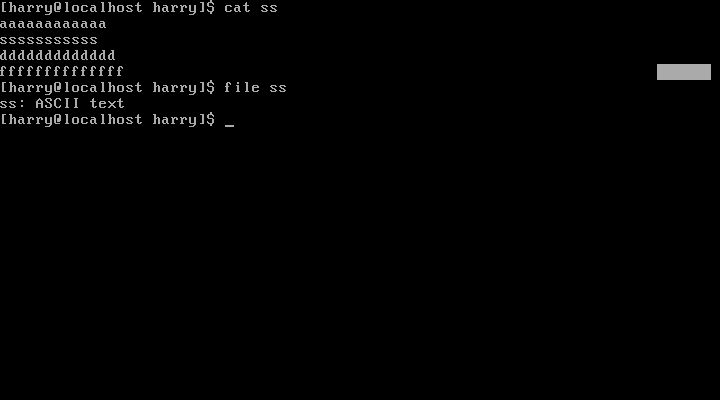 [harry@localhost harry]$ cat ss
aaaaaaaaaaaa
sssssssssss
ddddddddddddd
ffffffffffffff
[harry@localhost harry]$ file ss
ss: ASCII text
[harry@localhost harry]$ _